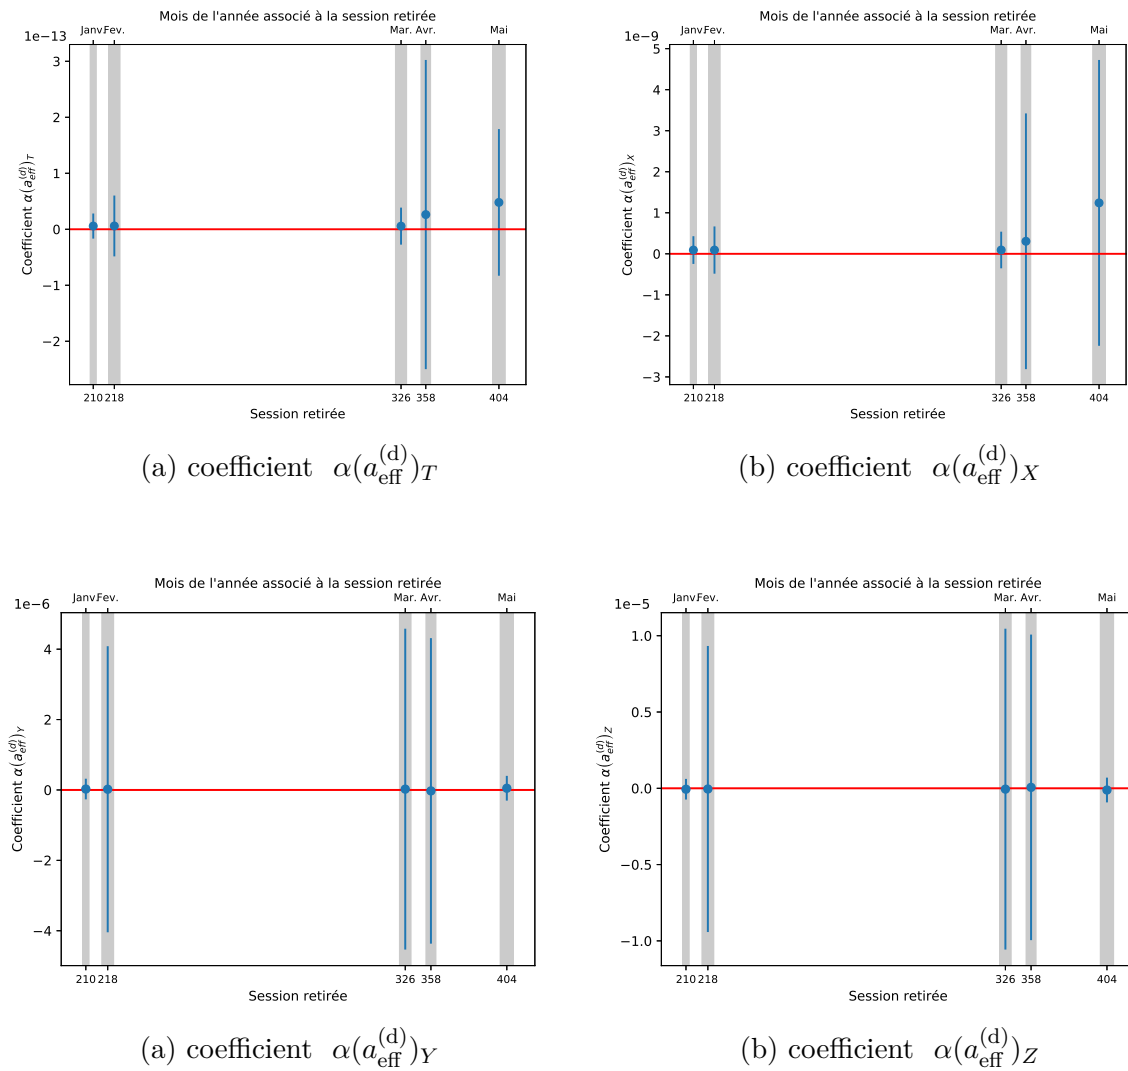 Mois de l'année associé à la session retirée
Janv. Fev. Mar. Avr. Mai
1e−13
3
2
1
0
−1
−2
Coefficient α(a_eff^(d))_T
210 218 326 358 404
Session retirée
(a) coefficient α(a_eff^(d))_T
Mois de l'année associé à la session retirée
Janv. Fev. Mar. Avr. Mai
1e−9
5
4
3
2
1
0
−1
−2
−3
Coefficient α(a_eff^(d))_X
210 218 326 358 404
Session retirée
(b) coefficient α(a_eff^(d))_X
Mois de l'année associé à la session retirée
Janv. Fev. Mar. Avr. Mai
1e−6
4
2
0
−2
−4
Coefficient α(a_eff^(d))_Y
210 218 326 358 404
Session retirée
(a) coefficient α(a_eff^(d))_Y
Mois de l'année associé à la session retirée
Janv. Fev. Mar. Avr. Mai
1e−5
1.0
0.5
0.0
−0.5
−1.0
Coefficient α(a_eff^(d))_Z
210 218 326 358 404
Session retirée
(b) coefficient α(a_eff^(d))_Z